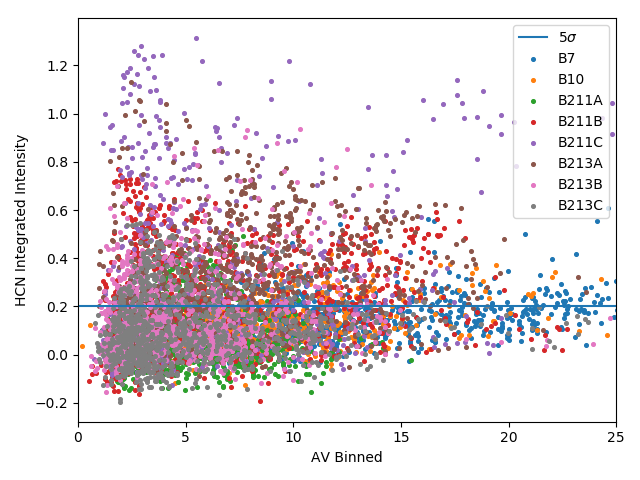 5σ
B7
B10
B211A
B211B
B211C
B213A
B213B
B213C
HCN Integrated Intensity
1.2
1.0
0.8
0.6
0.4
0.2
0.0
−0.2
0 5 10 15 20 25
AV Binned